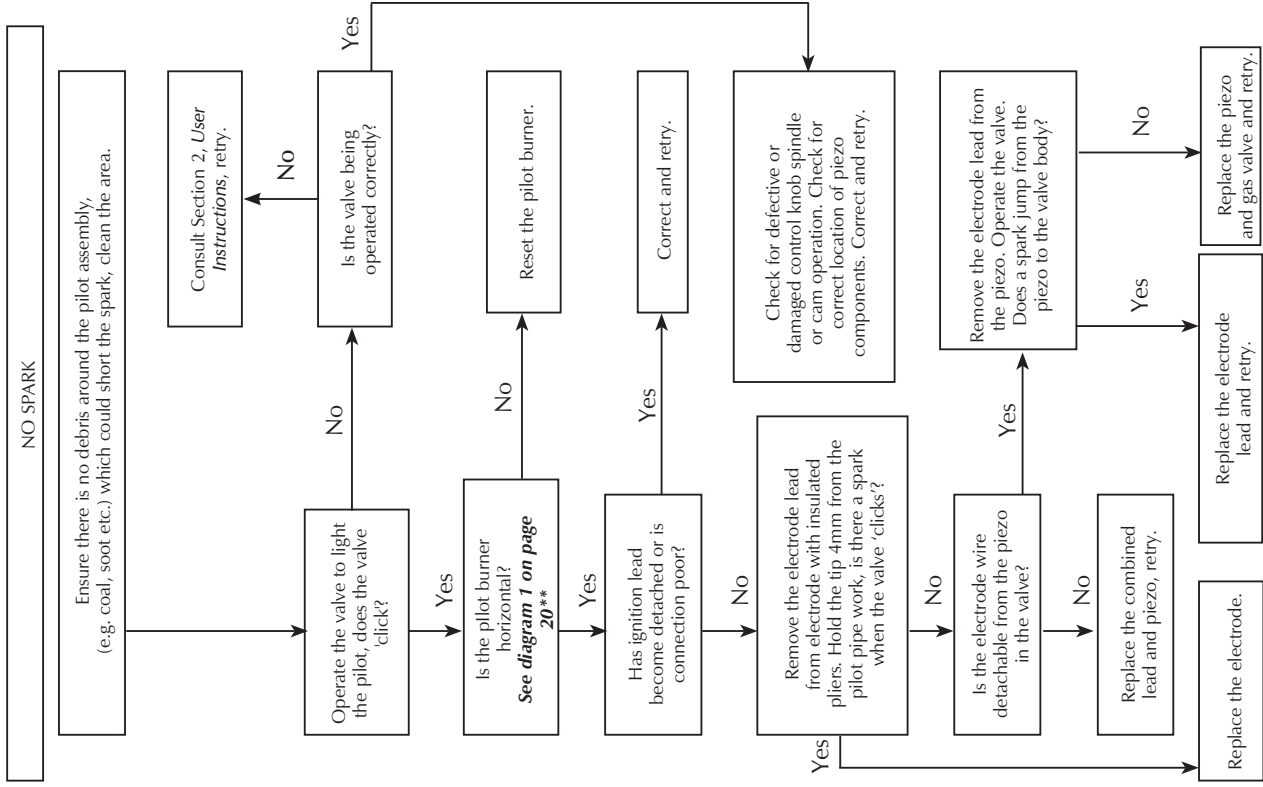 NO SPARK
Ensure there is no debris around the pilot assembly,
(e.g. coal, soot etc.) which could short the spark, clean the area.
Operate the valve to light
the pilot, does the valve
'click'?
No
Is the valve being
operated correctly?
No
Consult Section 2, User
Instructions, retry.
Yes
Check for defective or
damaged control knob spindle
or cam operation. Check for
correct location of piezo
components. Correct and retry.
Yes
Is the pilot burner
horizontal?
See diagram 1 on page
20**
No
Reset the pilot burner.
Yes
Has ignition lead
become detached or is
connection poor?
Yes
Correct and retry.
No
Remove the electrode lead
from electrode with insulated
pliers. Hold the tip 4mm from the
pilot pipe work, is there a spark
when the valve 'clicks'?
Yes
Replace the electrode.
No
Is the electrode wire
detachable from the piezo
in the valve?
No
Replace the combined
lead and piezo, retry.
Yes
Remove the electrode lead from
the piezo. Operate the valve.
Does a spark jump from the
piezo to the valve body?
Yes
Replace the electrode
lead and retry.
No
Replace the piezo
and gas valve and retry.